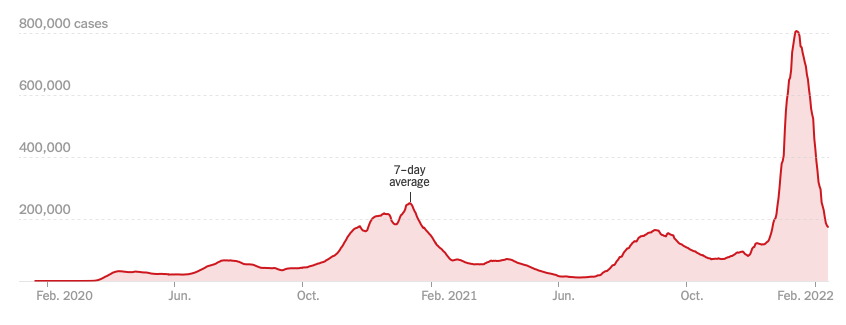 800,000 cases
600,000
400,000
7–day
average
200,000
Feb. 2020 Jun. Oct. Feb. 2021 Jun. Oct. Feb. 2022